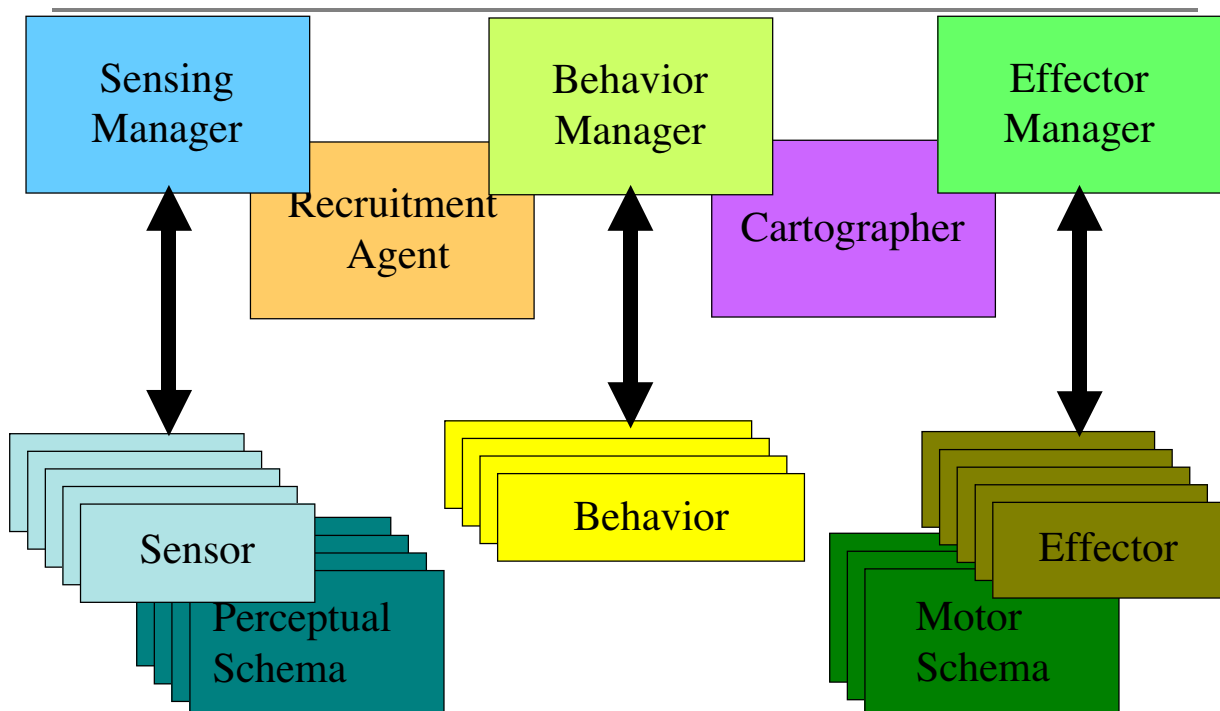 Sensing
Manager
Behavior
Manager
Effector
Manager
Recruitment
Agent
Cartographer
Sensor
Behavior
Effector
Perceptual
Schema
Motor
Schema